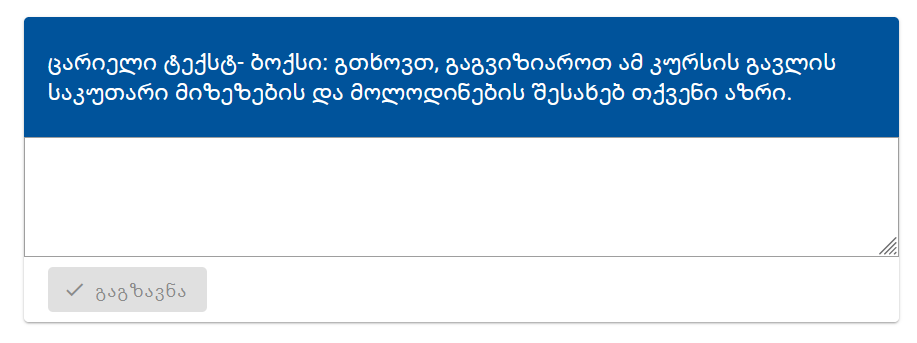 ცარიელი ტექსტ- ბოქსი: გთხოვთ, გაგვიზიაროთ ამ კურსის გავლის
საკუთარი მიზეზების და მოლოდინების შესახებ თქვენი აზრი.
გაგზავნა